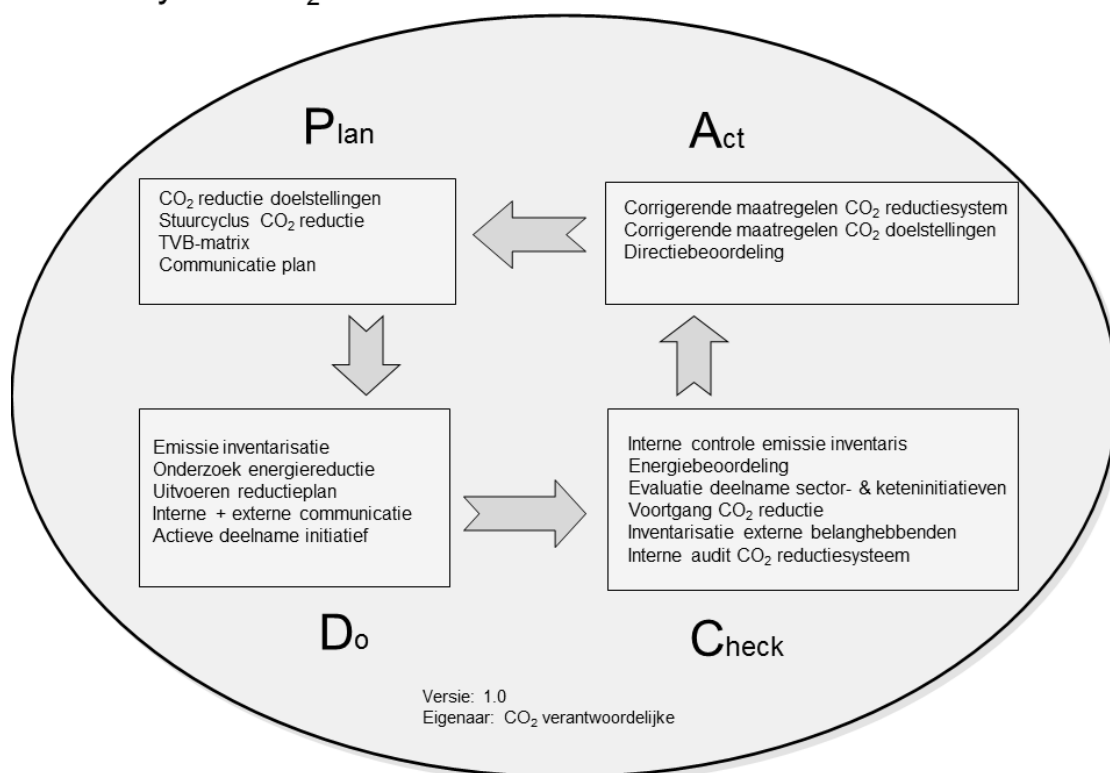 Plan
CO₂ reductie doelstellingen
Stuurcyclus CO₂ reductie
TVB-matrix
Communicatie plan
Act
Corrigerende maatregelen CO₂ reductiesystem
Corrigerende maatregelen CO₂ doelstellingen
Directiebeoordeling
Emissie inventarisatie
Onderzoek energiereductie
Uitvoeren reductieplan
Interne + externe communicatie
Actieve deelname initiatief
Do
Interne controle emissie inventaris
Energiebeoordeling
Evaluatie deelname sector- & keteninitiatieven
Voortgang CO₂ reductie
Inventarisatie externe belanghebbenden
Interne audit CO₂ reductiesysteem
Check
Versie: 1.0
Eigenaar: CO₂ verantwoordelijke